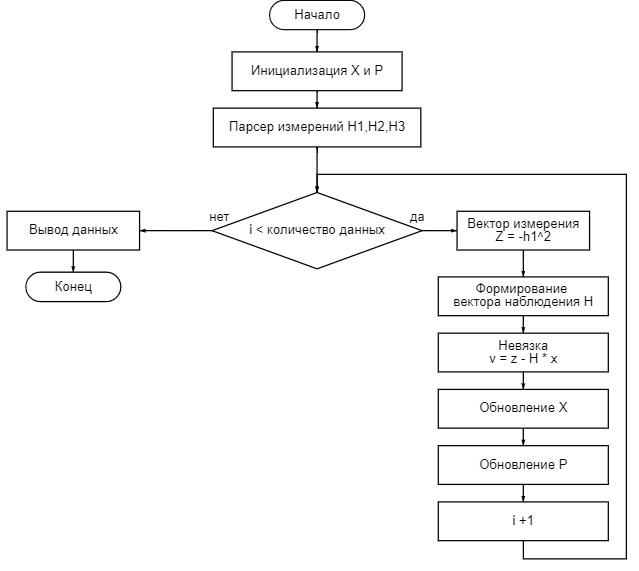 Начало
Инициализация X и P
Парсер измерений H1,H2,H3
i < количество данных
нет
да
Вывод данных
Конец
Вектор измерения
Z = -h1^2
Формирование
вектора наблюдения H
Невязка
v = z - H * x
Обновление X
Обновление P
i +1